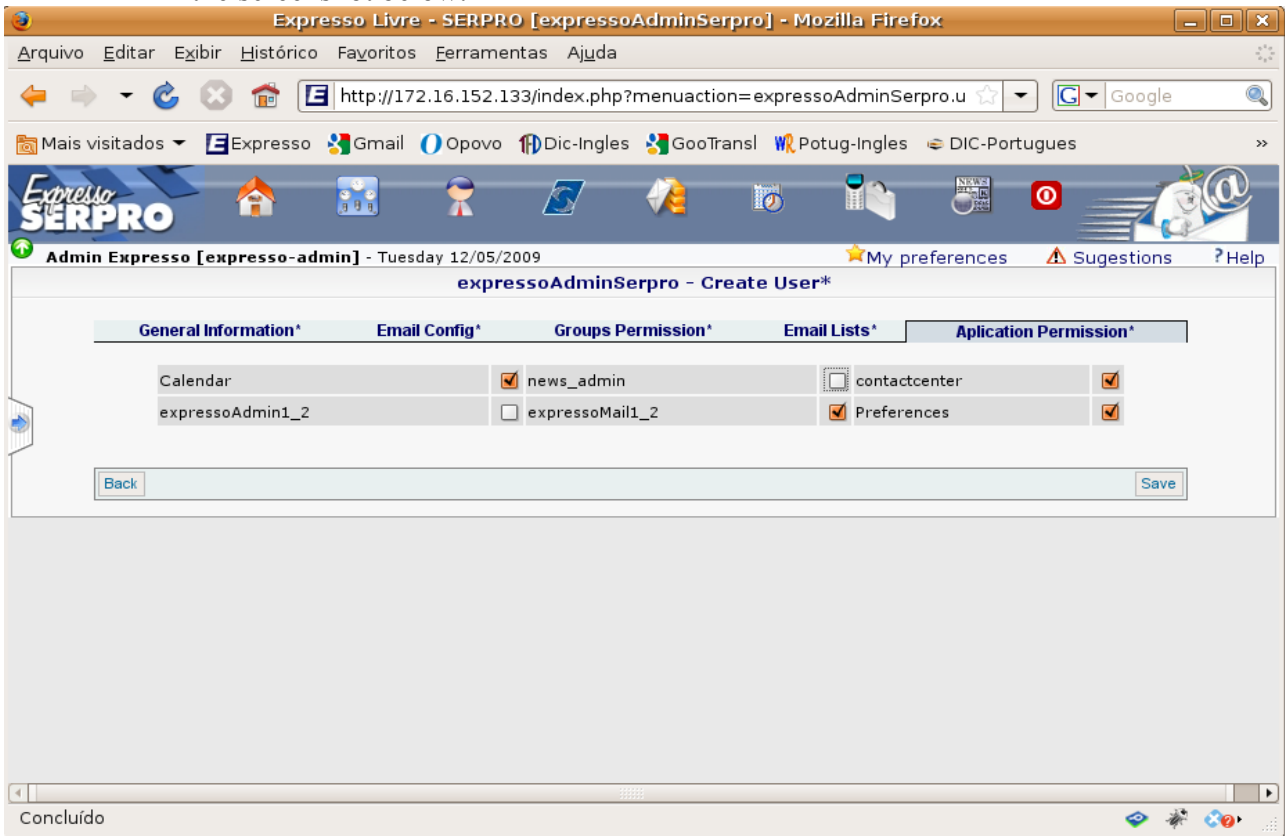 Expresso Livre - SERPRO [expressoAdminSerpro] - Mozilla Firefox
Arquivo Editar Exibir Histórico Favoritos Ferramentas Ajuda
http://172.16.152.133/index.php?menuaction=expressoAdminSerpro.u G Google
Mais visitados Expresso Gmail Opovo Dic-Ingles GooTransl Potug-Ingles DIC-Portugues »
Expresso
SERPRO
NEWS
Admin Expresso [expresso-admin] - Tuesday 12/05/2009 My preferences Sugestions ?Help
expressoAdminSerpro - Create User*
General Information* Email Config* Groups Permission* Email Lists* Aplication Permission*
Calendar news_admin contactcenter
expressoAdmin1_2 expressoMail1_2 Preferences
Back Save
Concluído